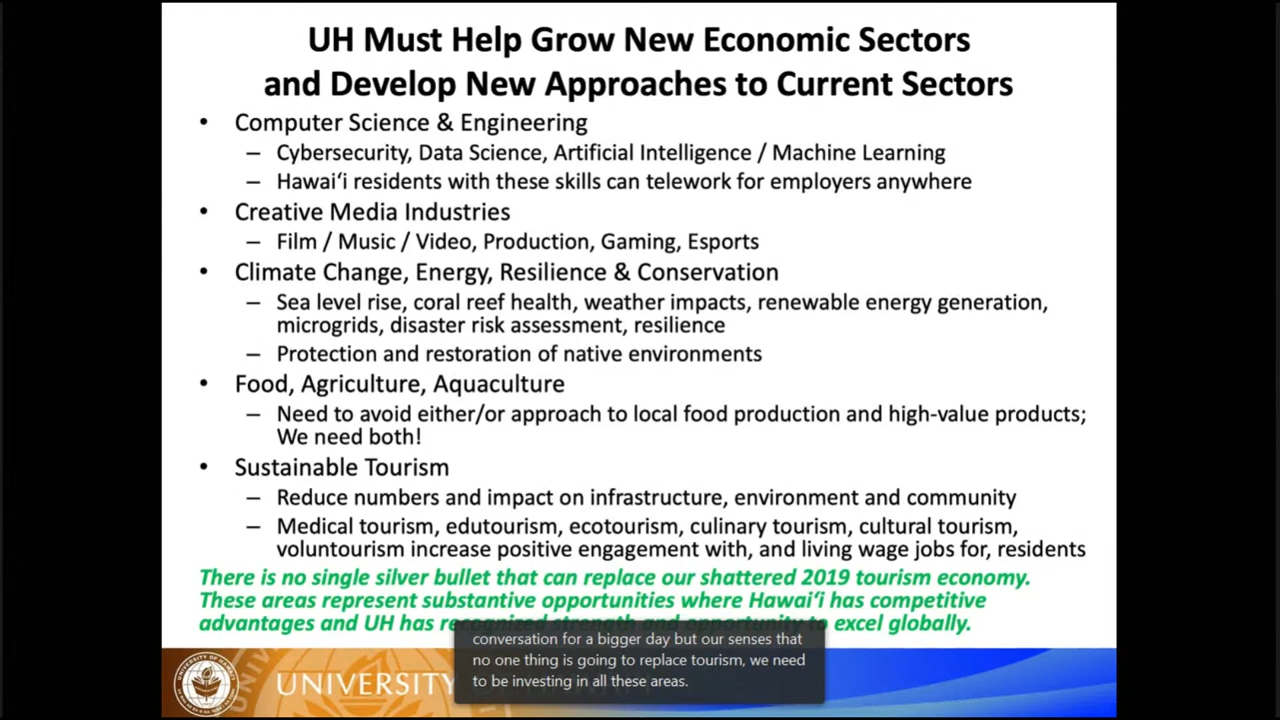 UH Must Help Grow New Economic Sectors
and Develop New Approaches to Current Sectors
• Computer Science & Engineering
– Cybersecurity, Data Science, Artificial Intelligence / Machine Learning
– Hawaiʻi residents with these skills can telework for employers anywhere
• Creative Media Industries
– Film / Music / Video, Production, Gaming, Esports
• Climate Change, Energy, Resilience & Conservation
– Sea level rise, coral reef health, weather impacts, renewable energy generation,
microgrids, disaster risk assessment, resilience
– Protection and restoration of native environments
• Food, Agriculture, Aquaculture
– Need to avoid either/or approach to local food production and high-value products;
We need both!
• Sustainable Tourism
– Reduce numbers and impact on infrastructure, environment and community
– Medical tourism, edutourism, ecotourism, culinary tourism, cultural tourism,
voluntourism increase positive engagement with, and living wage jobs for, residents
There is no single silver bullet that can replace our shattered 2019 tourism economy.
These areas represent substantive opportunities where Hawaiʻi has competitive
advantages and UH has recognized strength and opportunity to excel globally.
conversation for a bigger day but our senses that
no one thing is going to replace tourism, we need
to be investing in all these areas.
UNIVERSITY